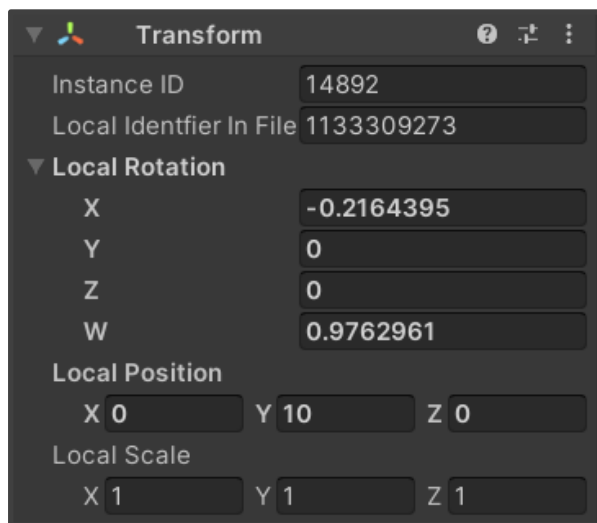 Transform
Instance ID 14892
Local Identfier In File 1133309273
Local Rotation
X -0.2164395
Y 0
Z 0
W 0.9762961
Local Position
X 0 Y 10 Z 0
Local Scale
X 1 Y 1 Z 1